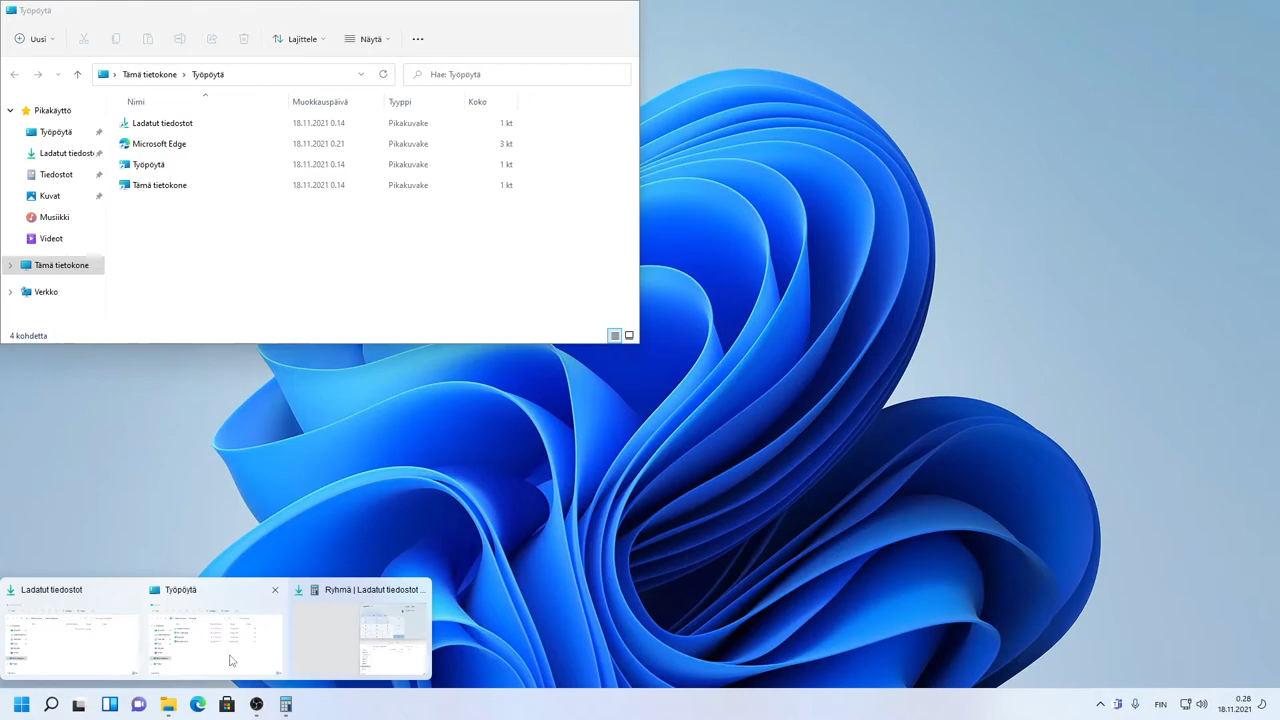 Työpöytä
Uusi
Lajittele
Näytä
Tämä tietokone > Työpöytä
Hae: Työpöytä
Nimi Muokkauspäivä Tyyppi Koko
Pikakäyttö
Työpöytä
Ladatut tiedost
Tiedostot
Kuvat
Musiikki
Videot
Tämä tietokone
Verkko
Ladatut tiedostot 18.11.2021 0.14 Pikakuvake 1 kt
Microsoft Edge 18.11.2021 0.21 Pikakuvake 3 kt
Työpöytä 18.11.2021 0.14 Pikakuvake 1 kt
Tämä tietokone 18.11.2021 0.14 Pikakuvake 1 kt
4 kohdetta
Ladatut tiedostot
Työpöytä
Ryhmä | Ladatut tiedostot ...
FIN
0.28
18.11.2021